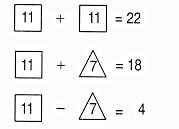 11 + 11 = 22
11 + 7 = 18
11 - 7 = 4